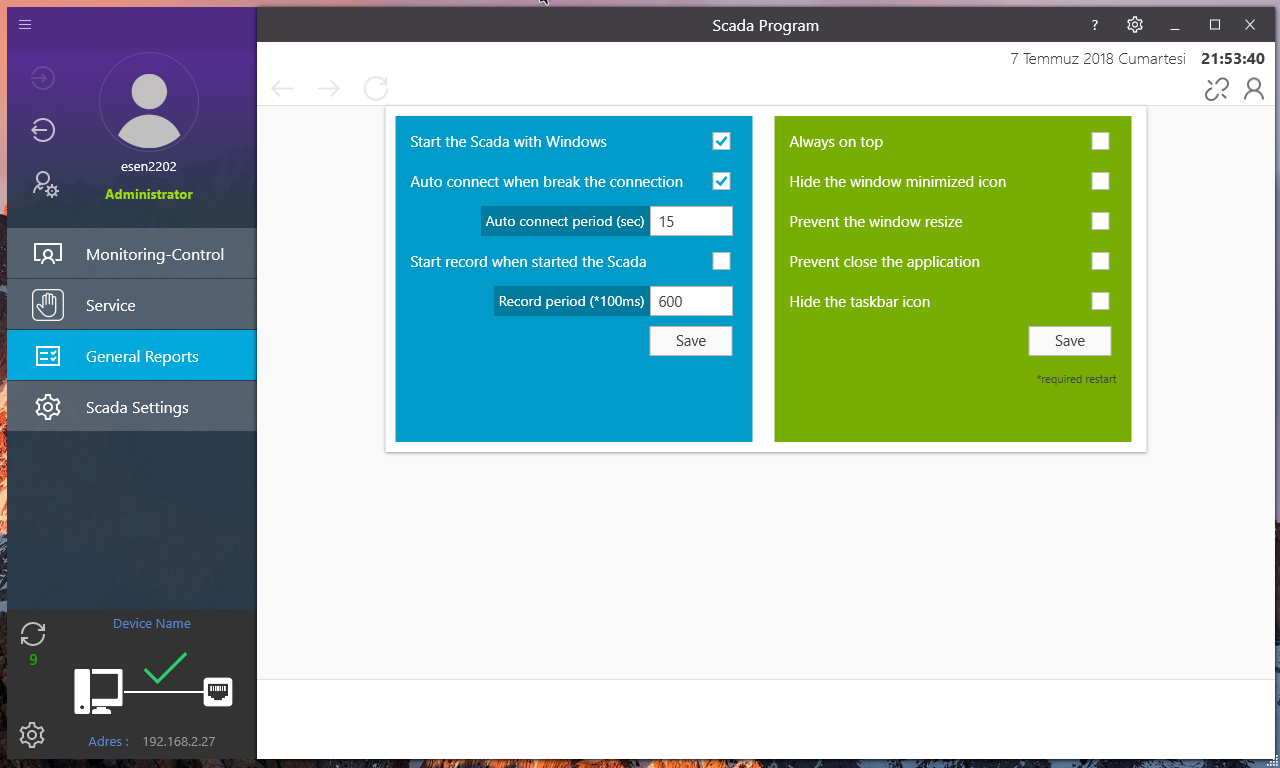 Scada Program
?
7 Temmuz 2018 Cumartesi 21:53:40
esen2202
Administrator
Monitoring-Control
Service
General Reports
Scada Settings
Start the Scada with Windows
Auto connect when break the connection
Auto connect period (sec) 15
Start record when started the Scada
Record period (*100ms) 600
Save
Always on top
Hide the window minimized icon
Prevent the window resize
Prevent close the application
Hide the taskbar icon
Save
*required restart
Device Name
9
Adres : 192.168.2.27